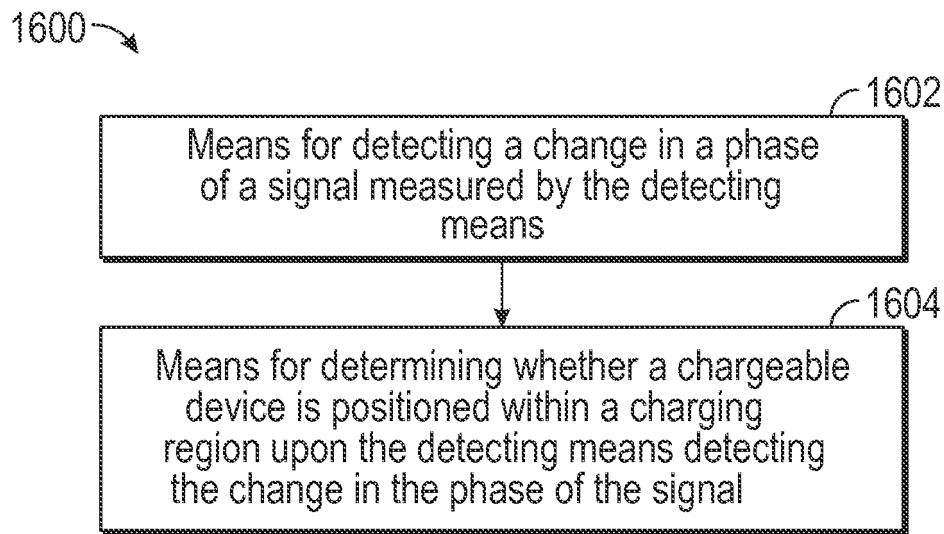 1600
1602
Means for detecting a change in a phase
of a signal measured by the detecting
means
1604
Means for determining whether a chargeable
device is positioned within a charging
region upon the detecting means detecting
the change in the phase of the signal